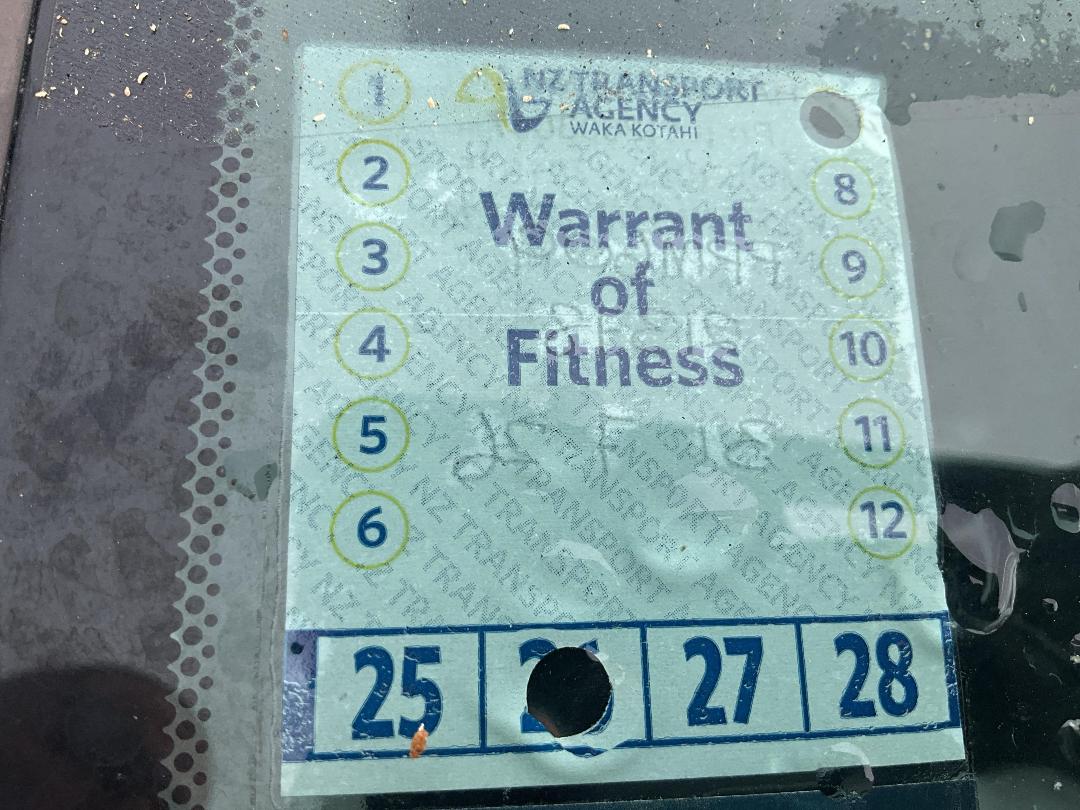 NZ TRANSPORT
AGENCY
WAKA KOTAHI
Warrant
of
Fitness
1
2
3
4
5
6
8
9
10
11
12
25
27
28